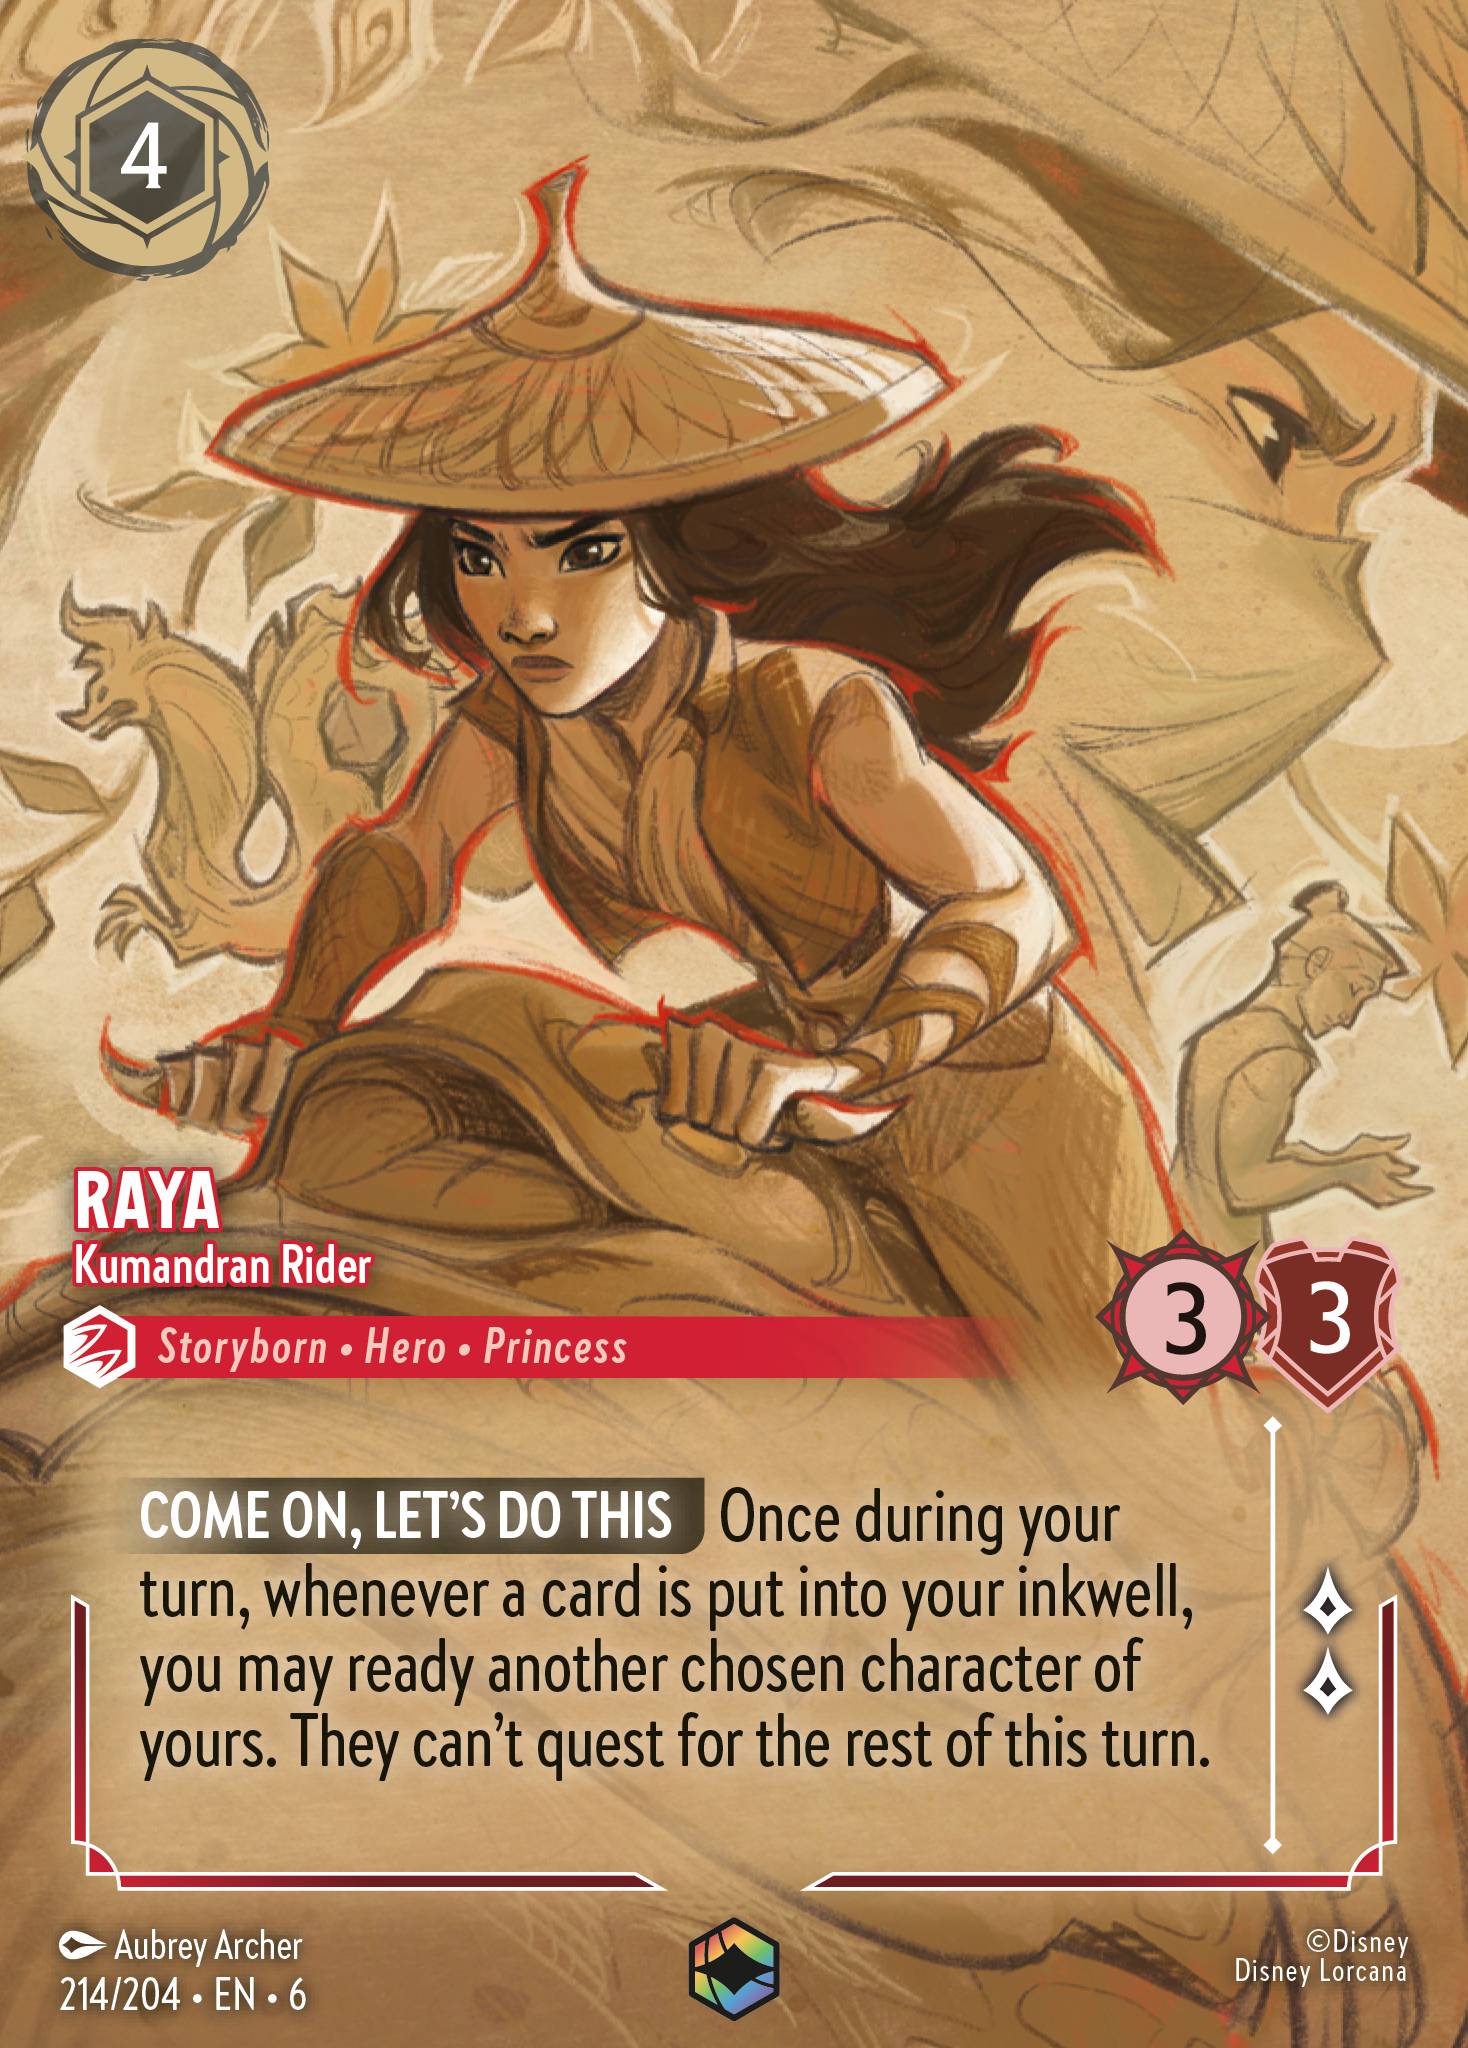 4
RAYA
Kumandran Rider
Storyborn • Hero • Princess
3 3
COME ON, LET'S DO THIS Once during your
turn, whenever a card is put into your inkwell,
you may ready another chosen character of
yours. They can't quest for the rest of this turn.
Aubrey Archer
214/204 • EN • 6
©Disney
Disney Lorcana